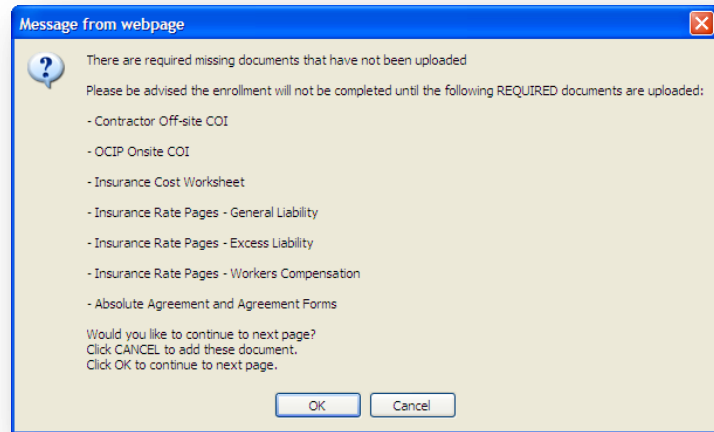 Message from webpage
There are required missing documents that have not been uploaded
Please be advised the enrollment will not be completed until the following REQUIRED documents are uploaded:
- Contractor Off-site COI
- OCIP Onsite COI
- Insurance Cost Worksheet
- Insurance Rate Pages - General Liability
- Insurance Rate Pages - Excess Liability
- Insurance Rate Pages - Workers Compensation
- Absolute Agreement and Agreement Forms
Would you like to continue to next page?
Click CANCEL to add these document.
Click OK to continue to next page.
OK
Cancel